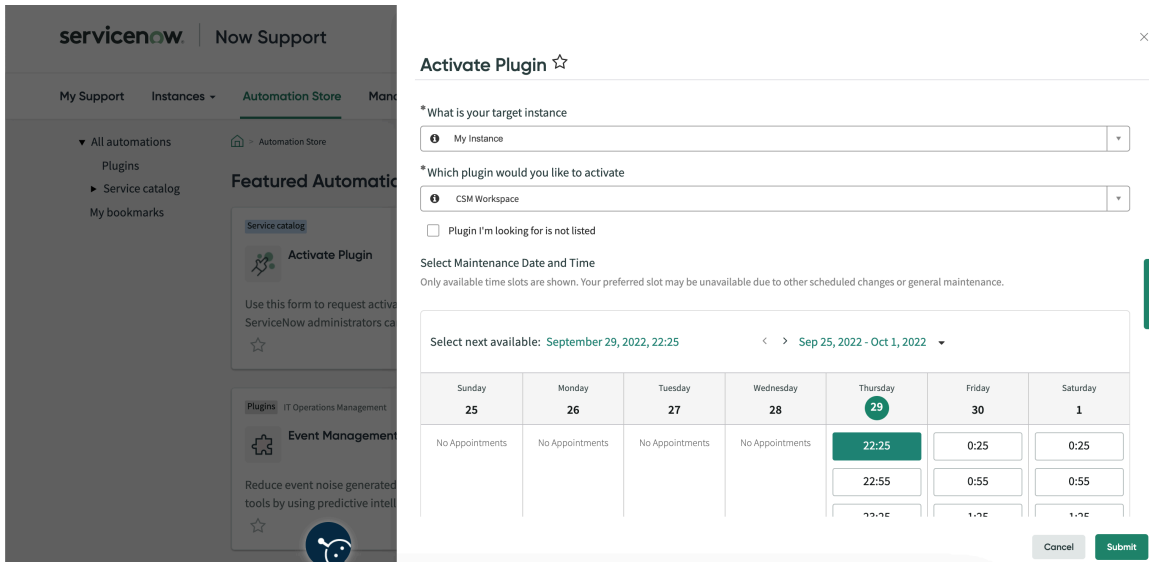 servicenow. Now Support
My Support Instances Automation Store
All automations
Plugins
Service catalog
My bookmarks
Automation Store
Featured
Service catalog
Activate Plugin
Use this form to request
ServiceNow administrators
Plugins IT Operations Management
Event Management
Reduce event noise generated
tools by using predictive
Activate Plugin
*What is your target instance
My Instance
*Which plugin would you like to activate
CSM Workspace
Plugin I'm looking for is not listed
Select Maintenance Date and Time
Only available time slots are shown. Your preferred slot may be unavailable due to other scheduled changes or general maintenance.
Select next available: September 29, 2022, 22:25 < > Sep 25, 2022 - Oct 1, 2022
Sunday Monday Tuesday Wednesday Thursday Friday Saturday
25 26 27 28 29 30 1
No Appointments No Appointments No Appointments No Appointments 22:25 0:25 0:25
22:55 0:55 0:55
23:25 1:25 1:25
Cancel Submit